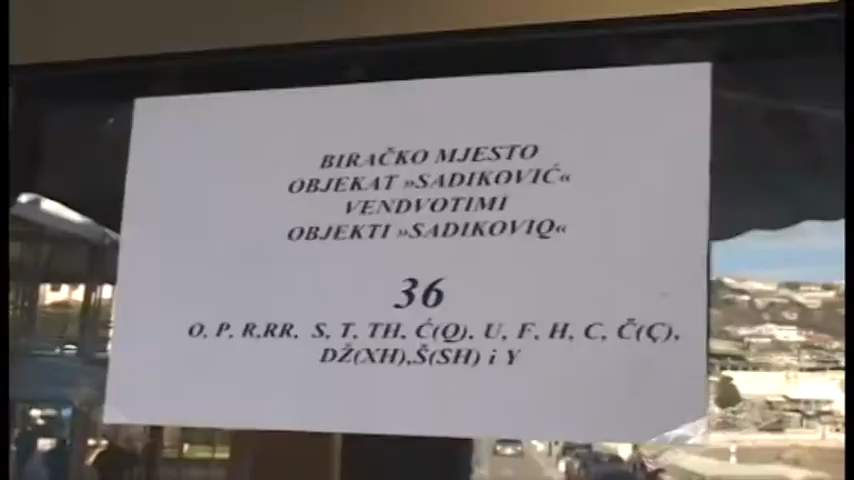 BIRAČKO MJESTO
OBJEKAT »SADIKOVIĆ«
VENDVOTIMI
OBJEKTI »SADIKOVIQ«
36
O, P, R,RR, S, T, TH, Ć(Q), U, F, H, C, Č(Ç),
DŽ(XH),Š(SH) i Y